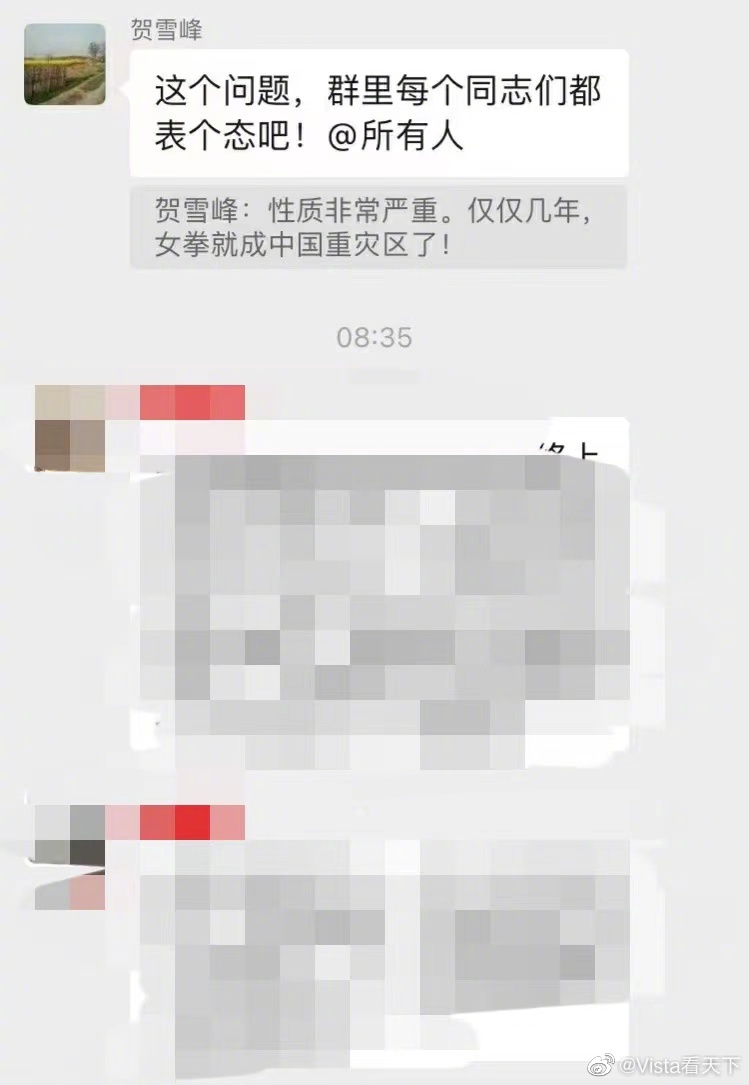 贺雪峰
这个问题，群里每个同志们都
表个态吧！@所有人
贺雪峰：性质非常严重。仅仅几年，
女拳就成中国重灾区了！
08:35
@Vista看天下